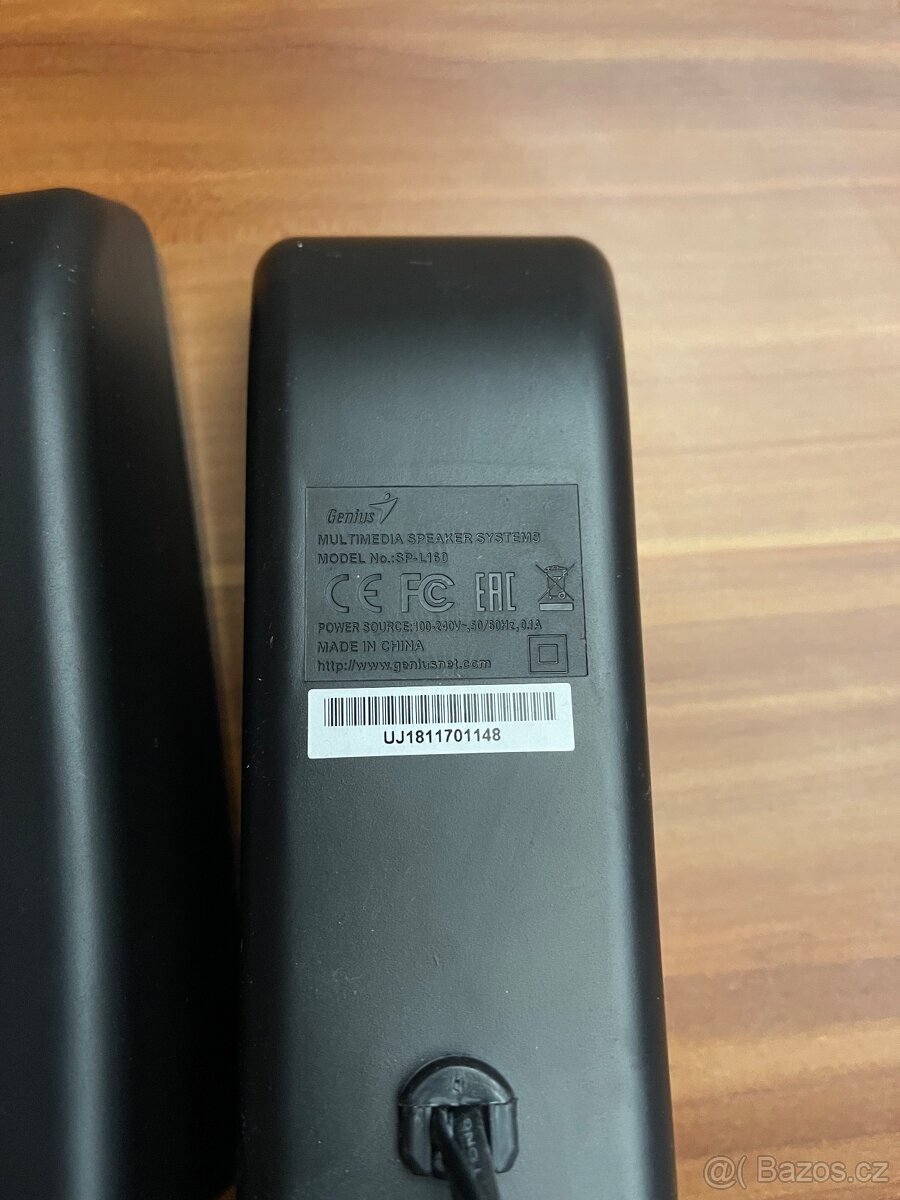 Genius
MULTIMEDIA SPEAKER SYSTEMS
MODEL No.:SP-L160
CE FC EAC
POWER SOURCE:100-240V~,50/60Hz, 0.1A
MADE IN CHINA
http://www.geniusnet.com
UJ1811701148
@( Bazos.cz